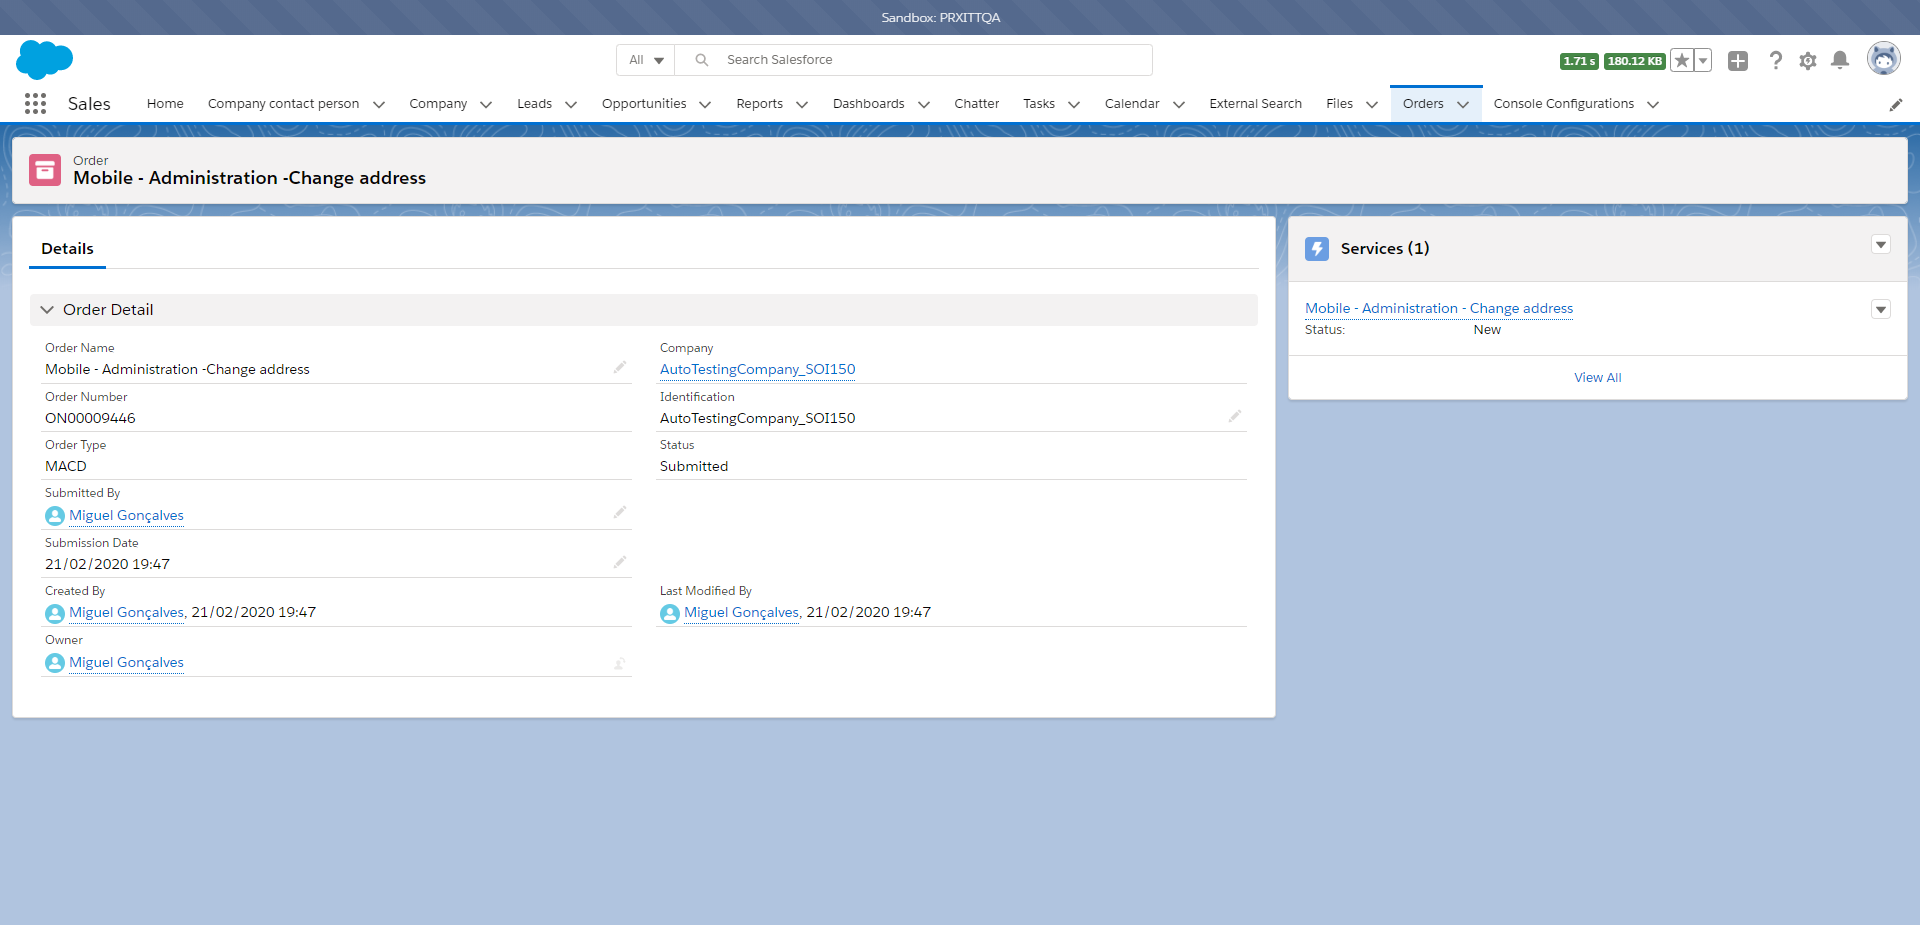 Sandbox: PRXITTQA
All
Search Salesforce
1.71 s 180.12 KB
Sales Home Company contact person Company Leads Opportunities Reports Dashboards Chatter Tasks Calendar External Search Files Orders Console Configurations
Order
Mobile - Administration -Change address
Details
Order Detail
Order Name
Mobile - Administration -Change address
Order Number
ON00009446
Order Type
MACD
Submitted By
Miguel Gonçalves
Submission Date
21/02/2020 19:47
Created By
Miguel Gonçalves, 21/02/2020 19:47
Owner
Miguel Gonçalves
Company
AutoTestingCompany_SOI150
Identification
AutoTestingCompany_SOI150
Status
Submitted
Last Modified By
Miguel Gonçalves, 21/02/2020 19:47
Services (1)
Mobile - Administration - Change address
Status: New
View All